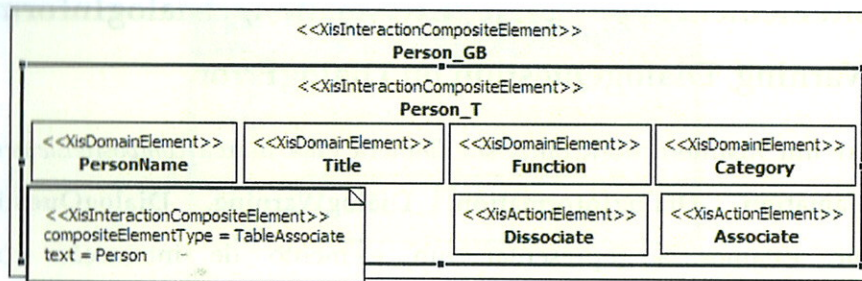 <<XisInteractionCompositeElement>>
Person_GB
<<XisInteractionCompositeElement>>
Person_T
<<XisDomainElement>> <<XisDomainElement>> <<XisDomainElement>> <<XisDomainElement>>
PersonName Title Function Category
<<XisInteractionCompositeElement>>
compositeElementType = TableAssociate
text = Person
<<XisActionElement>> <<XisActionElement>>
Dissociate Associate